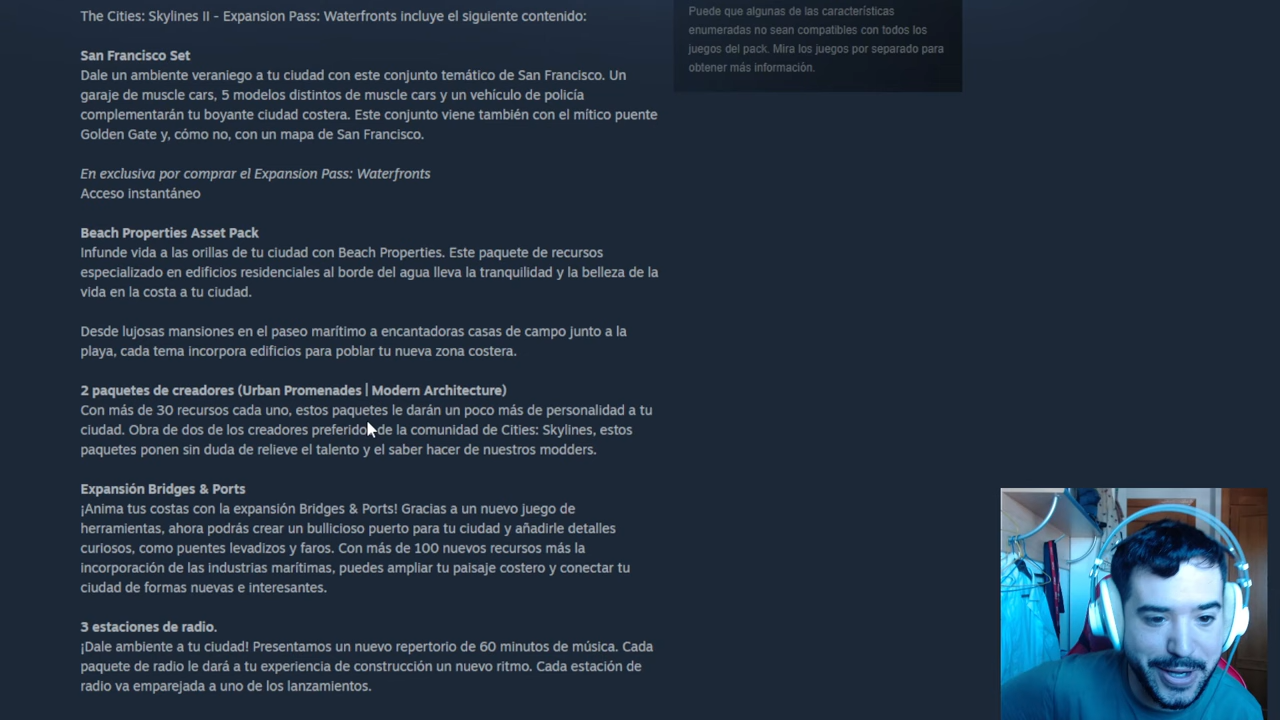 The Cities: Skylines II - Expansion Pass: Waterfronts incluye el siguiente contenido:
San Francisco Set
Dale un ambiente veraniego a tu ciudad con este conjunto temático de San Francisco. Un
garaje de muscle cars, 5 modelos distintos de muscle cars y un vehículo de policía
complementarán tu boyante ciudad costera. Este conjunto viene también con el mítico puente
Golden Gate y, cómo no, con un mapa de San Francisco.
En exclusiva por comprar el Expansion Pass: Waterfronts
Acceso instantáneo
Beach Properties Asset Pack
Infunde vida a las orillas de tu ciudad con Beach Properties. Este paquete de recursos
especializado en edificios residenciales al borde del agua lleva la tranquilidad y la belleza de la
vida en la costa a tu ciudad.
Desde lujosas mansiones en el paseo marítimo a encantadoras casas de campo junto a la
playa, cada tema incorpora edificios para poblar tu nueva zona costera.
2 paquetes de creadores (Urban Promenades | Modern Architecture)
Con más de 30 recursos cada uno, estos paquetes le darán un poco más de personalidad a tu
ciudad. Obra de dos de los creadores preferidos de la comunidad de Cities: Skylines, estos
paquetes ponen sin duda de relieve el talento y el saber hacer de nuestros modders.
Expansión Bridges & Ports
¡Anima tus costas con la expansión Bridges & Ports! Gracias a un nuevo juego de
herramientas, ahora podrás crear un bullicioso puerto para tu ciudad y añadirle detalles
curiosos, como puentes levadizos y faros. Con más de 100 nuevos recursos más la
incorporación de las industrias marítimas, puedes ampliar tu paisaje costero y conectar tu
ciudad de formas nuevas e interesantes.
3 estaciones de radio.
¡Dale ambiente a tu ciudad! Presentamos un nuevo repertorio de 60 minutos de música. Cada
paquete de radio le dará a tu experiencia de construcción un nuevo ritmo. Cada estación de
radio va emparejada a uno de los lanzamientos.
Puede que algunas de las características
enumeradas no sean compatibles con todos los
juegos del pack. Mira los juegos por separado para
obtener más información.